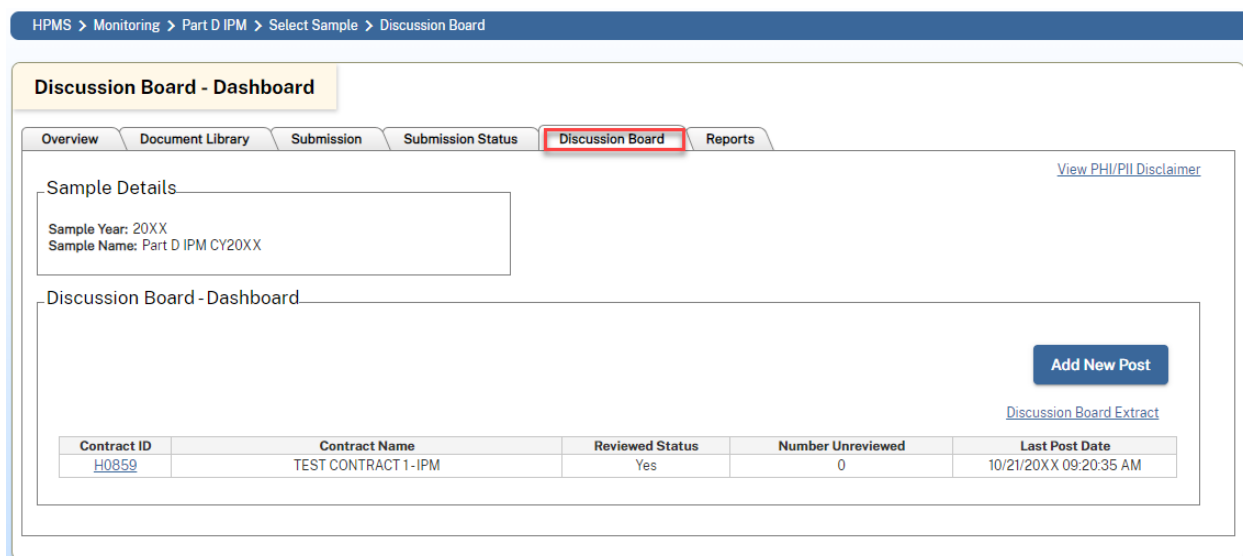 HPMS > Monitoring > Part D IPM > Select Sample > Discussion Board
Discussion Board - Dashboard
Overview Document Library Submission Submission Status Discussion Board Reports
View PHI/PII Disclaimer
Sample Details
Sample Year: 20XX
Sample Name: Part D IPM CY20XX
Discussion Board - Dashboard
Add New Post
Discussion Board Extract
Contract ID Contract Name Reviewed Status Number Unreviewed Last Post Date
H0859 TEST CONTRACT 1 - IPM Yes 0 10/21/20XX 09:20:35 AM